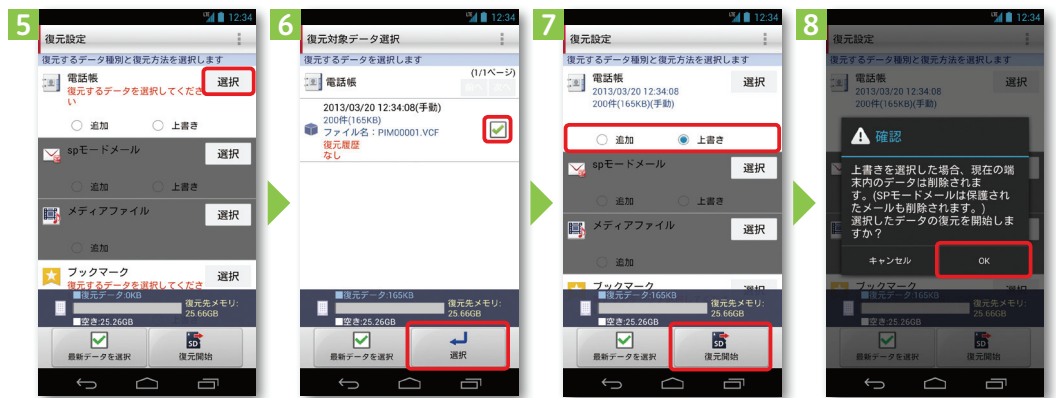 5
LTE 12:34
復元設定
復元するデータ種別と復元方法を選択します
電話帳
選択
復元するデータを選択してくださ
い
追加
上書き
spモードメール
選択
追加
上書き
メディアファイル
選択
追加
ブックマーク
選択
復元するデータを選択してくださ
■復元データ:0KB
復元先メモリ:
25.66GB
■空き:25.26GB
最新データを選択
SD
復元開始
6
LTE 12:34
復元対象データ選択
復元するデータを選択します
電話帳
(1/1ページ)
2013/03/20 12:34:08(手動)
200件(165KB)
ファイル名：PIM00001.VCF
復元履歴
なし
■復元データ:165KB
復元先メモリ:
25.66GB
■空き:25.26GB
最新データを選択
選択
7
LTE 12:34
復元設定
復元するデータ種別と復元方法を選択します
電話帳
選択
2013/03/20 12:34:08
200件(165KB)(手動)
追加
上書き
spモードメール
選択
追加
上書き
メディアファイル
選択
追加
ブックマーク
■復元データ:165KB
復元先メモリ:
25.66GB
■空き:25.26GB
最新データを選択
SD
復元開始
8
LTE 12:34
復元設定
復元するデータ種別と復元方法を選択します
電話帳
選択
2013/03/20 12:34:08
200件(165KB)(手動)
確認
上書きを選択した場合、現在の端
末内のデータは削除されま
す。(SPモードメールは保護され
たメールも削除されます。)
選択したデータの復元を開始しま
すか？
キャンセル
OK
ブックマーク
■復元データ:165KB
復元先メモリ:
25.66GB
■空き:25.26GB
最新データを選択
SD
復元開始